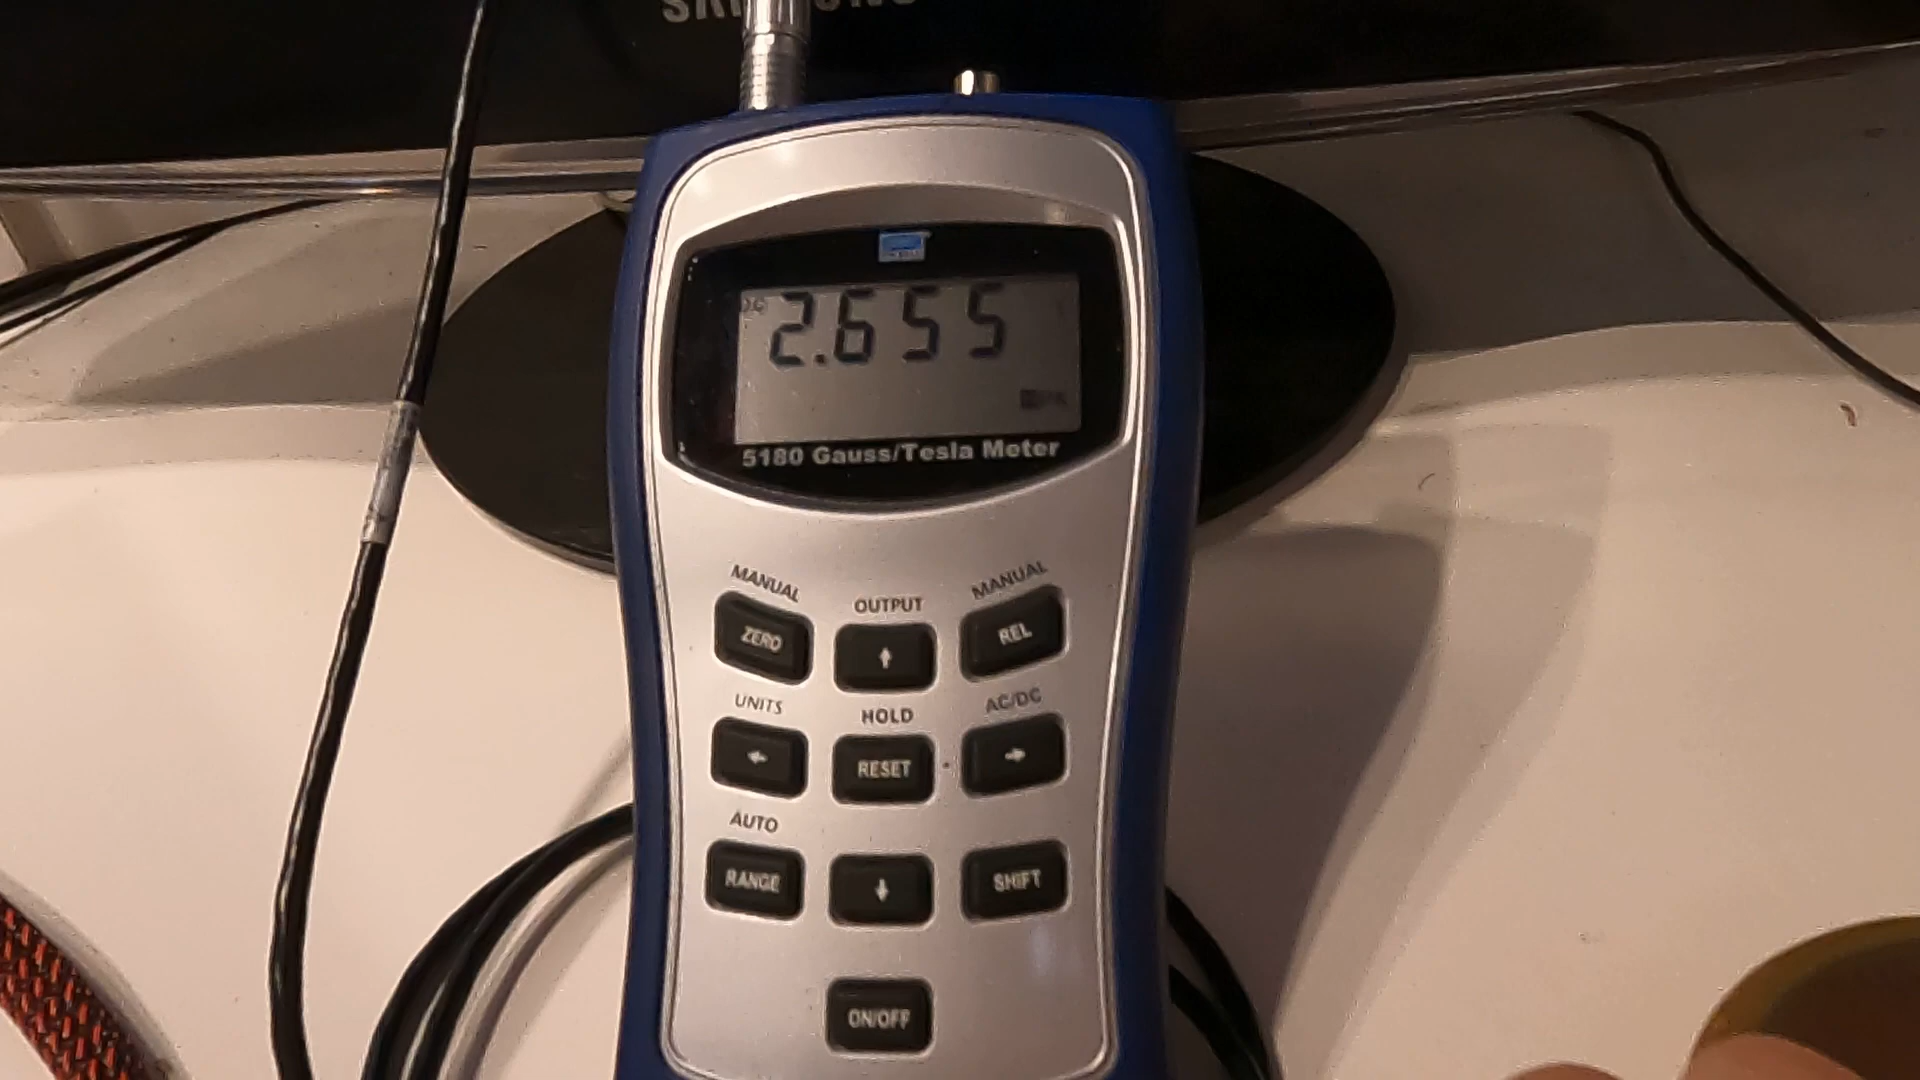 DC
2.655
5180 Gauss/Tesla Meter
MANUAL
OUTPUT
MANUAL
ZERO
REL
UNITS
HOLD
AC/DC
RESET
AUTO
RANGE
SHIFT
ON/OFF